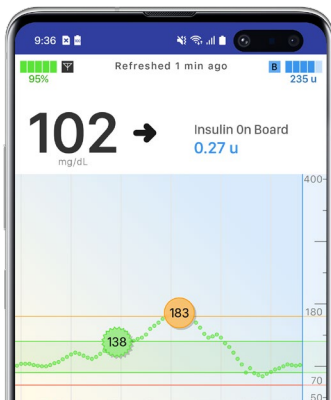 9:36
Refreshed 1 min ago
95%
B
235 u
102
mg/dL
Insulin On Board
0.27 u
400
183
180
138
70
50